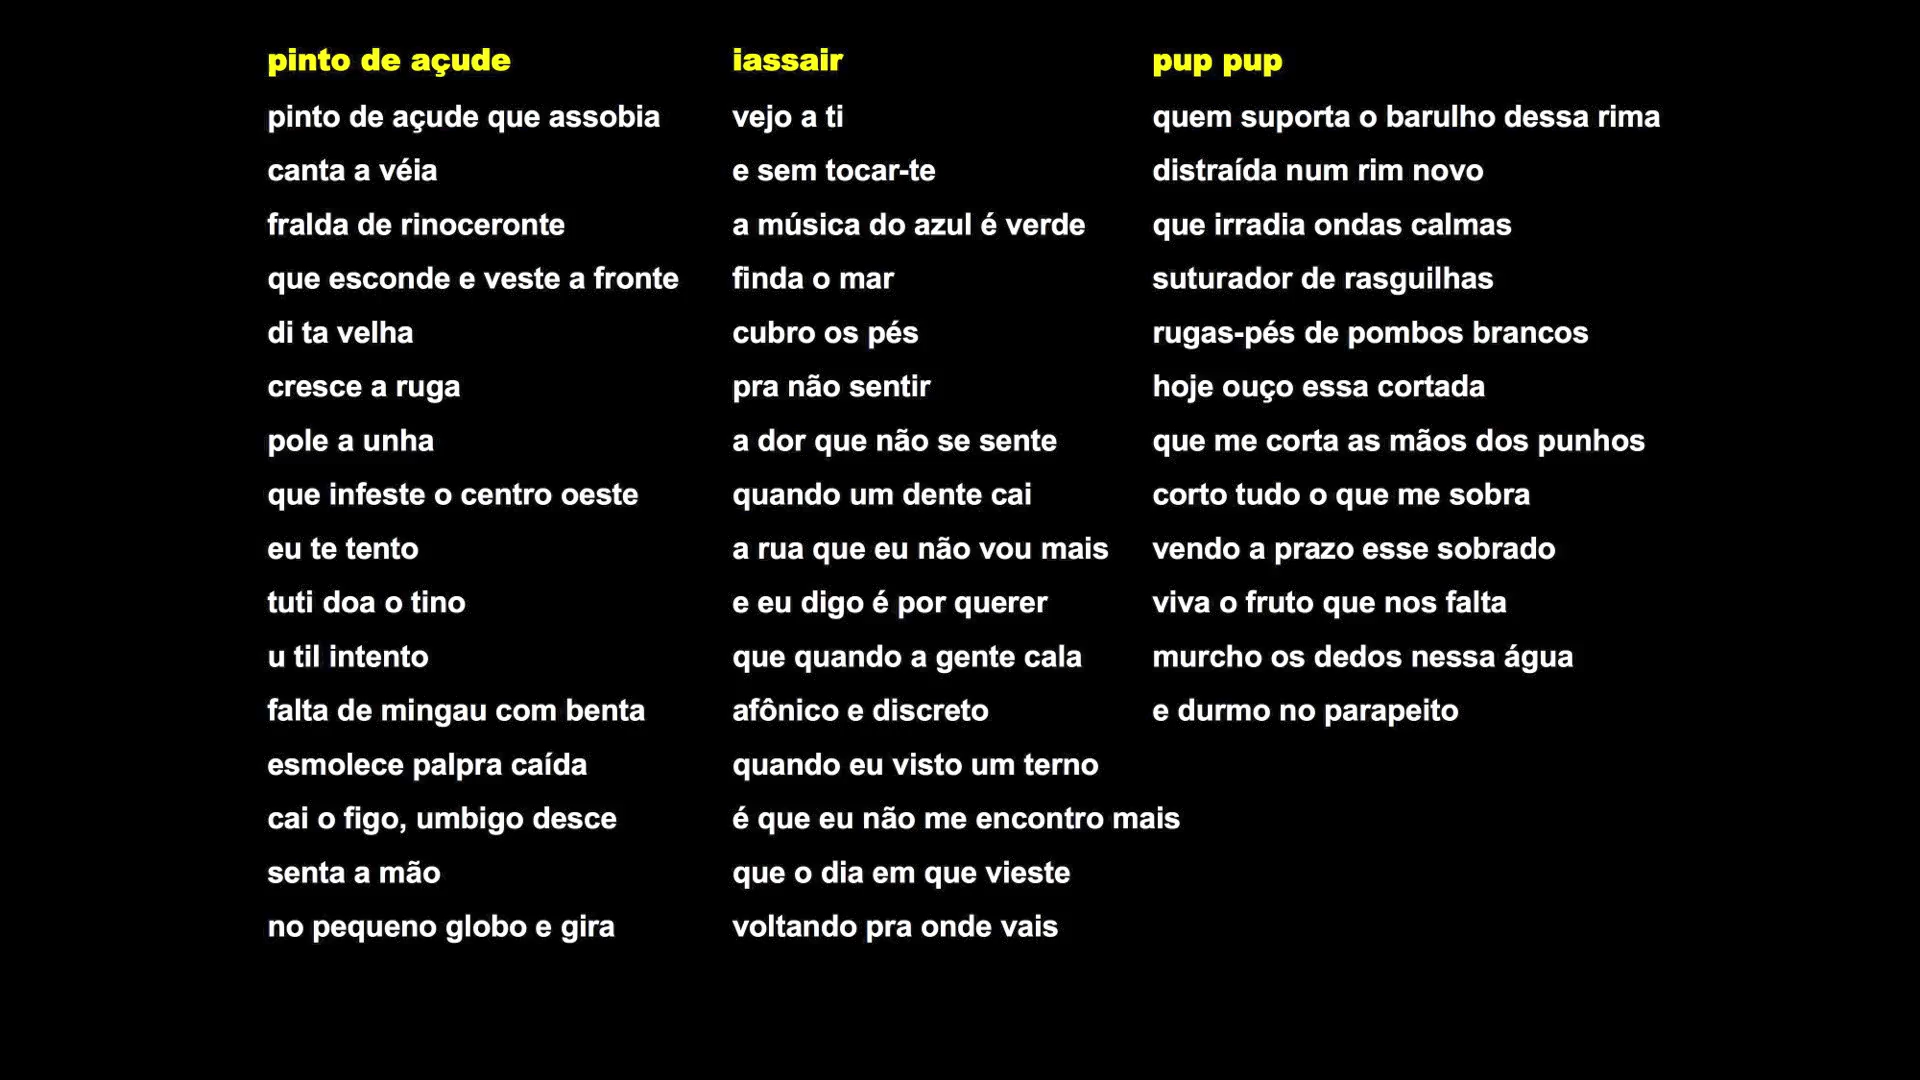 pinto de açude
pinto de açude que assobia
canta a véia
fralda de rinoceronte
que esconde e veste a fronte
di ta velha
cresce a ruga
pole a unha
que infeste o centro oeste
eu te tento
tuti doa o tino
u til intento
falta de mingau com benta
esmolece palpra caída
cai o figo, umbigo desce
senta a mão
no pequeno globo e gira
iassair
vejo a ti
e sem tocar-te
a música do azul é verde
finda o mar
cubro os pés
pra não sentir
a dor que não se sente
quando um dente cai
a rua que eu não vou mais
e eu digo é por querer
que quando a gente cala
afônico e discreto
quando eu visto um terno
é que eu não me encontro mais
que o dia em que vieste
voltando pra onde vais
pup pup
quem suporta o barulho dessa rima
distraída num rim novo
que irradia ondas calmas
suturador de rasguilhas
rugas-pés de pombos brancos
hoje ouço essa cortada
que me corta as mãos dos punhos
corto tudo o que me sobra
vendo a prazo esse sobrado
viva o fruto que nos falta
murcho os dedos nessa água
e durmo no parapeito